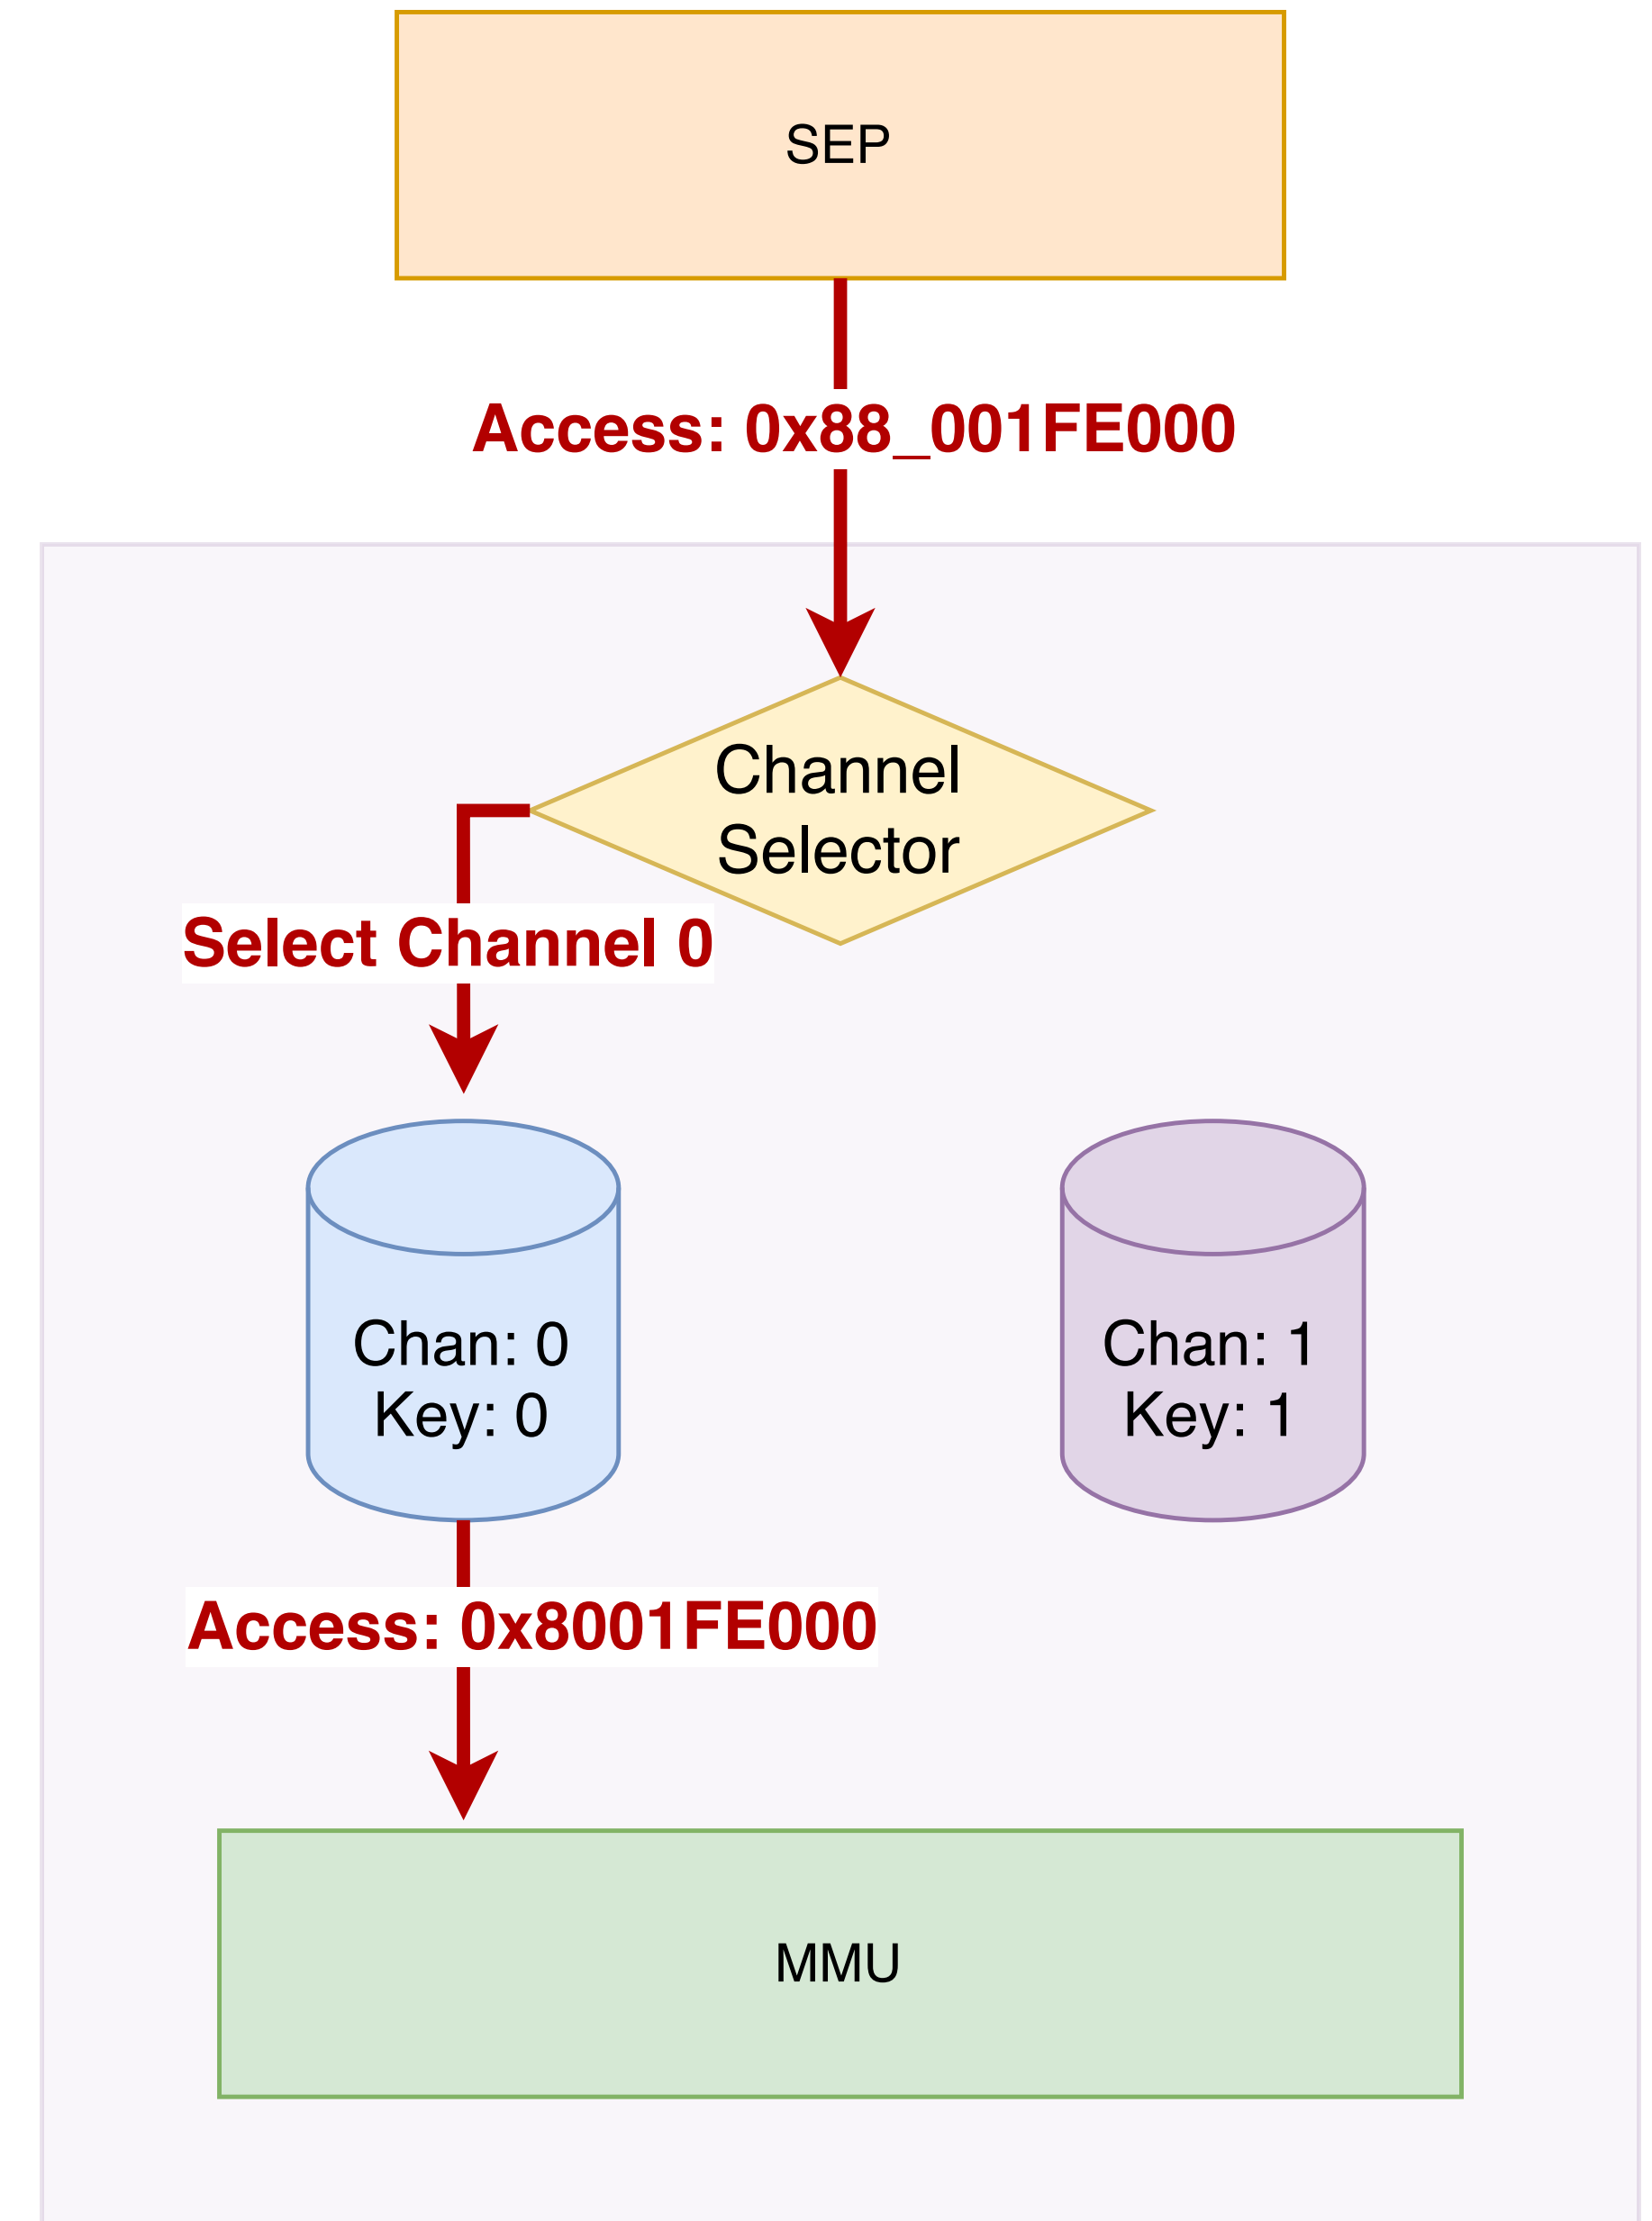 SEP
Access: 0x88_001FE000
Channel
Selector
Select Channel 0
Chan: 0
Key: 0
Chan: 1
Key: 1
Access: 0x8001FE000
MMU